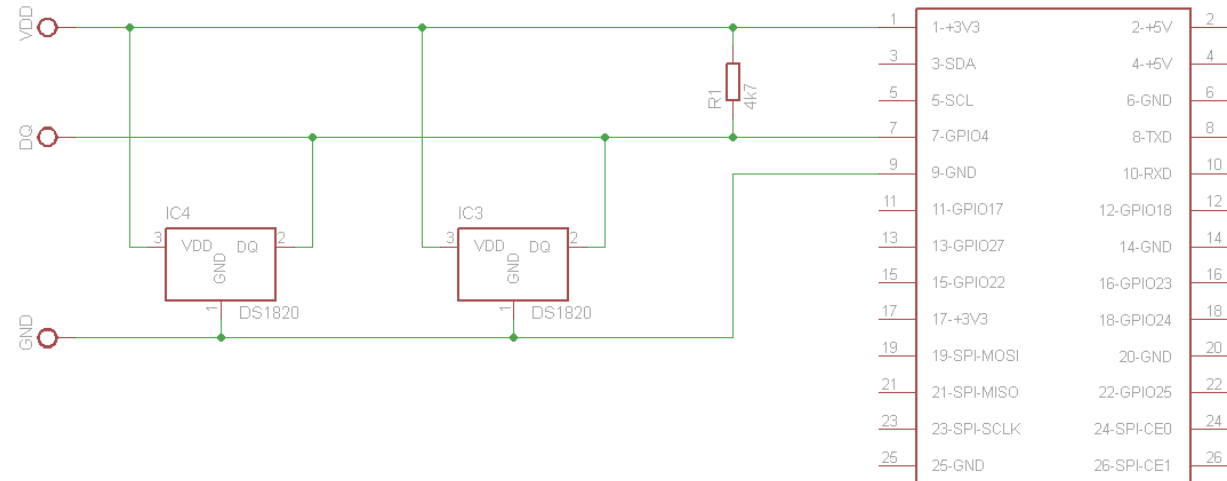 VDD
DQ
GND
IC4
3
VDD
DQ
2
GND
1
DS1820
IC3
3
VDD
DQ
2
GND
1
DS1820
R1
4k7
1 1-+3V3 2-+5V 2
3 3-SDA 4-+5V 4
5 5-SCL 6-GND 6
7 7-GPIO4 8-TXD 8
9 9-GND 10-RXD 10
11 11-GPIO17 12-GPIO18 12
13 13-GPIO27 14-GND 14
15 15-GPIO22 16-GPIO23 16
17 17-+3V3 18-GPIO24 18
19 19-SPI-MOSI 20-GND 20
21 21-SPI-MISO 22-GPIO25 22
23 23-SPI-SCLK 24-SPI-CE0 24
25 25-GND 26-SPI-CE1 26